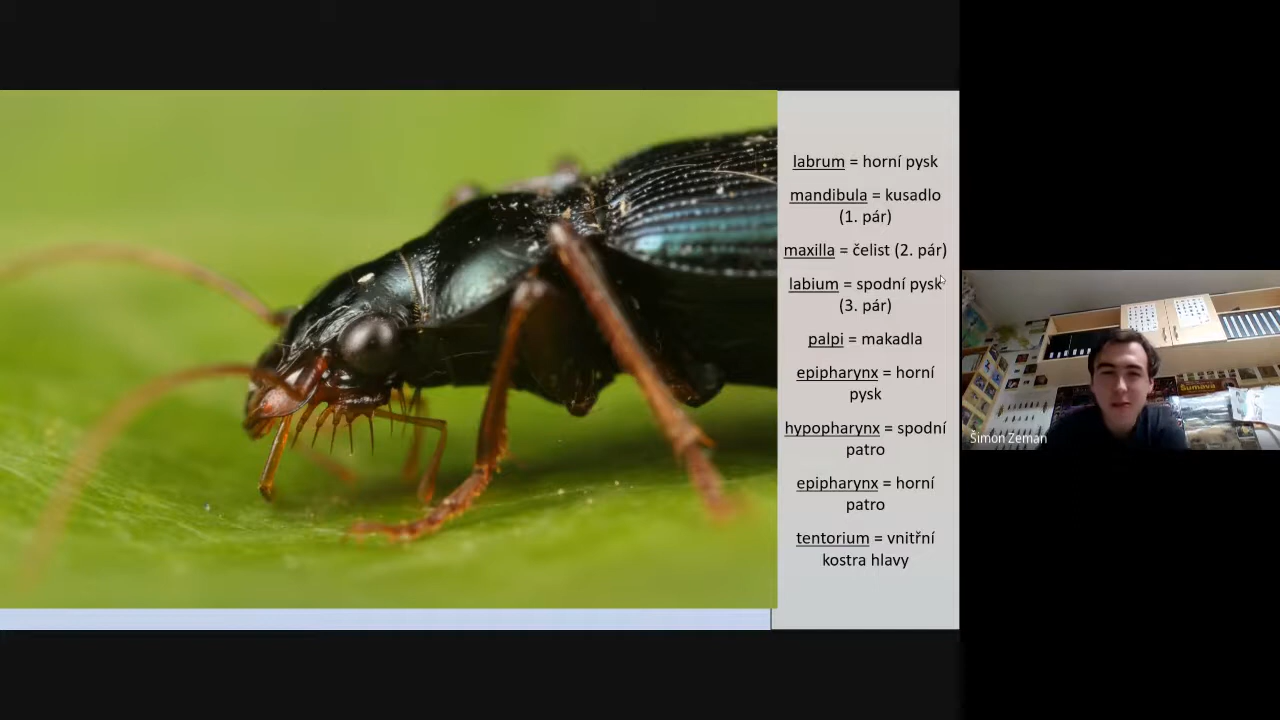 labrum = horní pysk
mandibula = kusadlo
(1. pár)
maxilla = čelist (2. pár)
labium = spodní pysk
(3. pár)
palpi = makadla
epipharynx = horní
pysk
hypopharynx = spodní
patro
epipharynx = horní
patro
tentorium = vnitřní
kostra hlavy
Šumava
Šimon Zeman